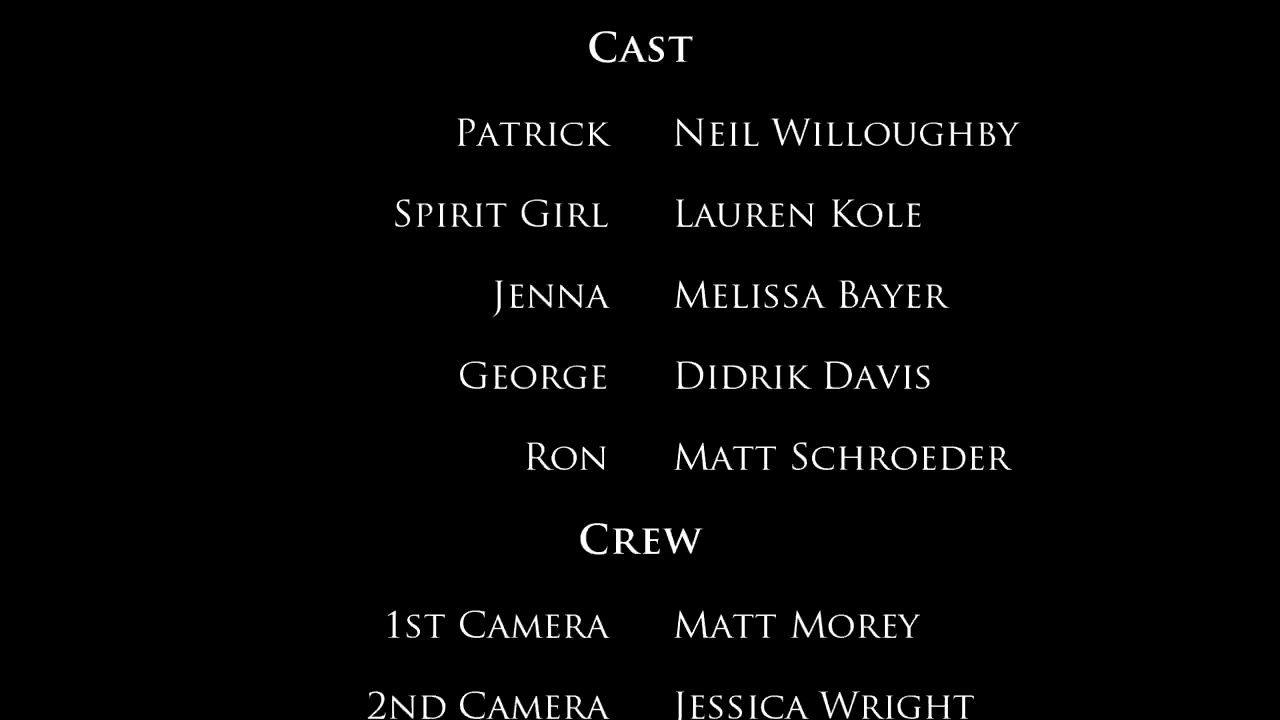 Cast
Patrick Neil Willoughby
Spirit Girl Lauren Kole
Jenna Melissa Bayer
George Didrik Davis
Ron Matt Schroeder
Crew
1st Camera Matt Morey
2nd Camera Jessica Wright